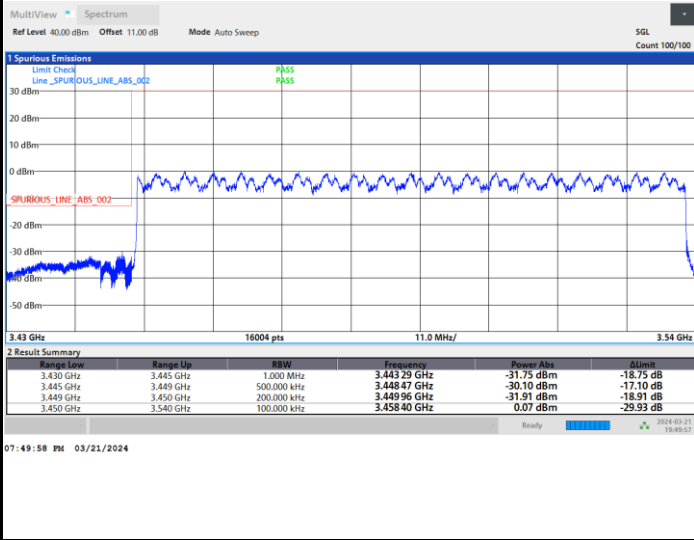 MultiView Spectrum
Ref Level 40.00 dBm Offset 11.00 dB Mode Auto Sweep SGL
Count 100/100
1 Spurious Emissions
Limit Check PASS
Line _SPURIOUS_LINE_ABS_002 PASS
30 dBm
20 dBm
10 dBm
0 dBm
_SPURIOUS_LINE_ABS_002
-20 dBm
-30 dBm
-40 dBm
-50 dBm
3.43 GHz 16004 pts 11.0 MHz/ 3.54 GHz
2 Result Summary
Range Low Range Up RBW Frequency Power Abs ΔLimit
3.430 GHz 3.445 GHz 1.000 MHz 3.443 29 GHz -31.75 dBm -18.75 dB
3.445 GHz 3.449 GHz 500.000 kHz 3.448 47 GHz -30.10 dBm -17.10 dB
3.449 GHz 3.450 GHz 200.000 kHz 3.449 96 GHz -31.91 dBm -18.91 dB
3.450 GHz 3.540 GHz 100.000 kHz 3.458 40 GHz 0.07 dBm -29.93 dB
Ready 2024-03-21
19:49:57
07:49:58 PM 03/21/2024